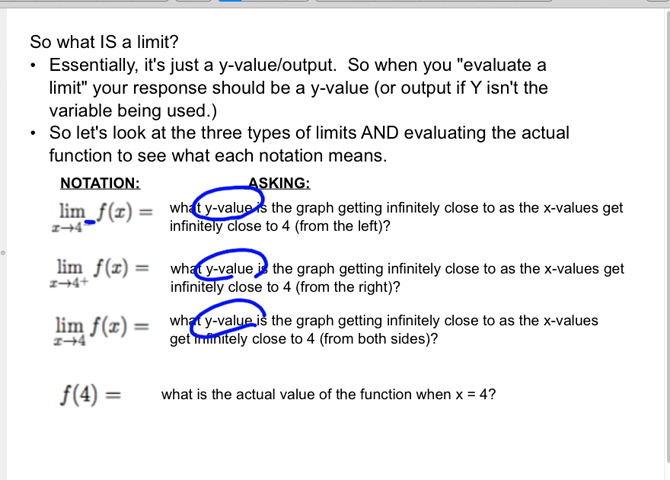 So what IS a limit?
• Essentially, it's just a y-value/output. So when you "evaluate a
limit" your response should be a y-value (or output if Y isn't the
variable being used.)
• So let's look at the three types of limits AND evaluating the actual
function to see what each notation means.
NOTATION: ASKING:
lim x→4⁻ f(x) = what y-value is the graph getting infinitely close to as the x-values get
infinitely close to 4 (from the left)?
lim x→4⁺ f(x) = what y-value is the graph getting infinitely close to as the x-values get
infinitely close to 4 (from the right)?
lim x→4 f(x) = what y-value is the graph getting infinitely close to as the x-values
get infinitely close to 4 (from both sides)?
f(4) = what is the actual value of the function when x = 4?